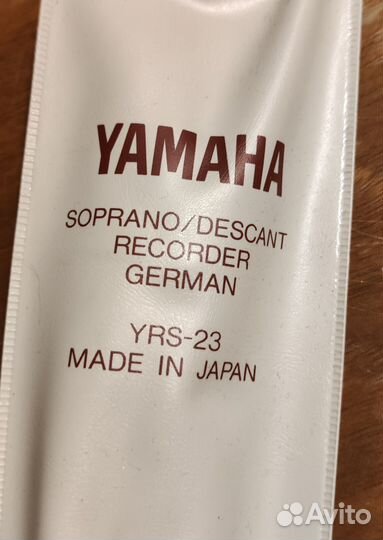 YAMAHA
SOPRANO/DESCANT
RECORDER
GERMAN
YRS-23
MADE IN JAPAN
Avito